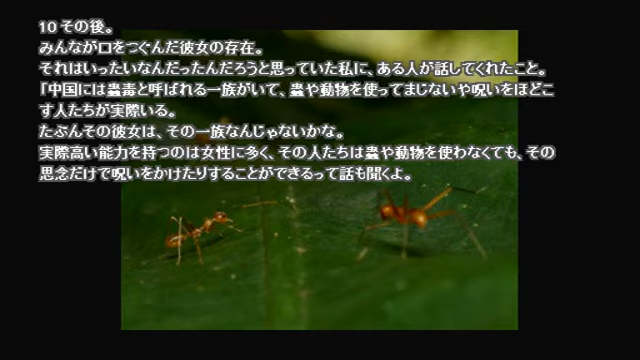 10 その後。
みんなが口をつぐんだ彼女の存在。
それはいったいなんだったんだろうと思っていた私に、ある人が話してくれたこと。
「中国には蟲毒と呼ばれる一族がいて、蟲や動物を使ってまじないや呪いをほどこ
す人たちが実際いる。
たぶんその彼女は、その一族なんじゃないかな。
実際高い能力を持つのは女性に多く、その人たちは蟲や動物を使わなくても、その
思念だけで呪いをかけたりすることができるって話も聞くよ。